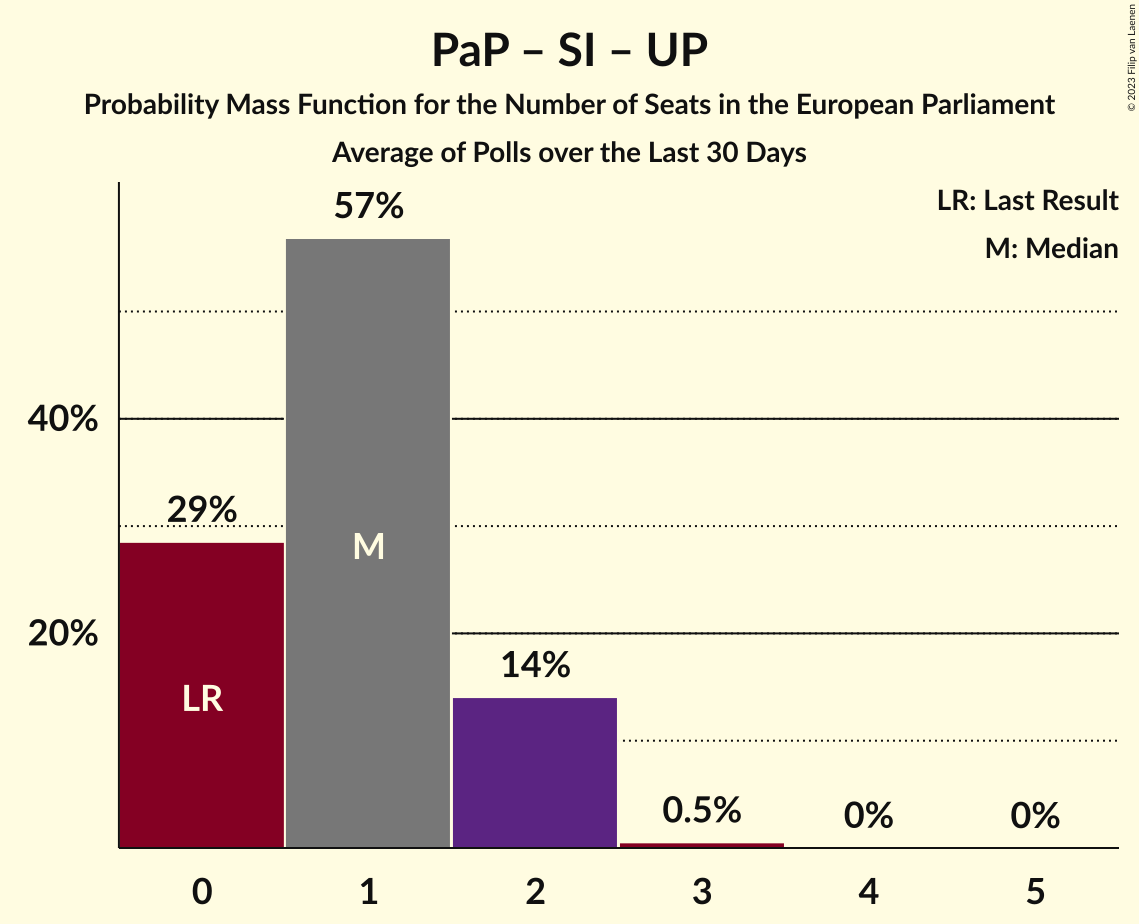 PaP – SI – UP
Probability Mass Function for the Number of Seats in the European Parliament
Average of Polls over the Last 30 Days
© 2023 Filip van Laenen
LR: Last Result
M: Median
57%
40%
29%
M
20%
14%
LR
0.5%
0%
0%
0
1
2
3
4
5